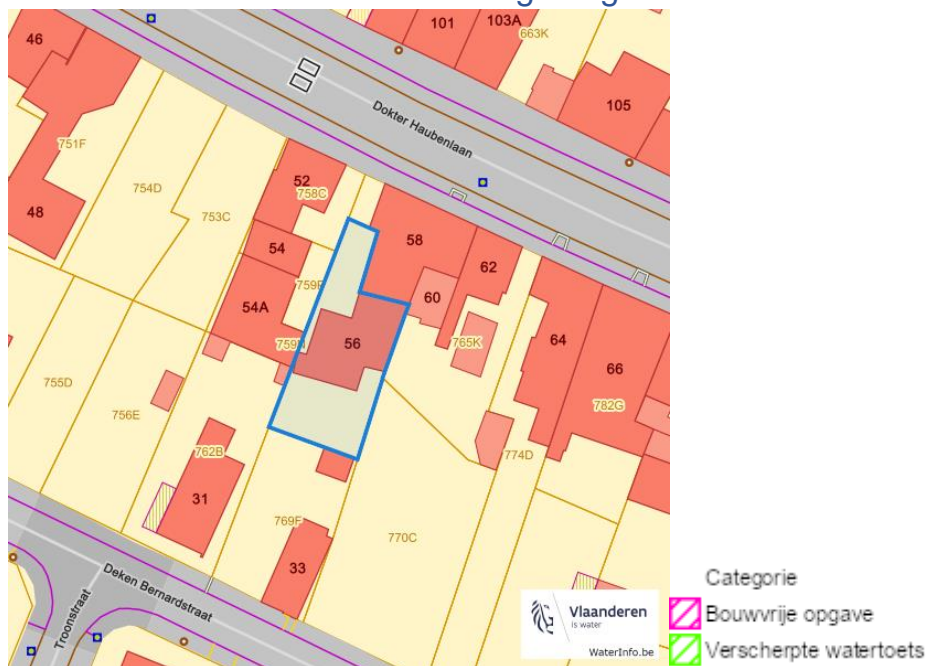 46
101
103A
663K
105
Dokter Haubenlaan
751F
754D
52
758C
753C
48
54
58
62
60
54A
56
765K
64
66
755D
756E
782G
762B
774D
31
769F
770C
33
Deken Bernardstraat
Troonstraat
Vlaanderen
is water
WaterInfo.be
Categorie
Bouwvrije opgave
Verscherpte watertoets